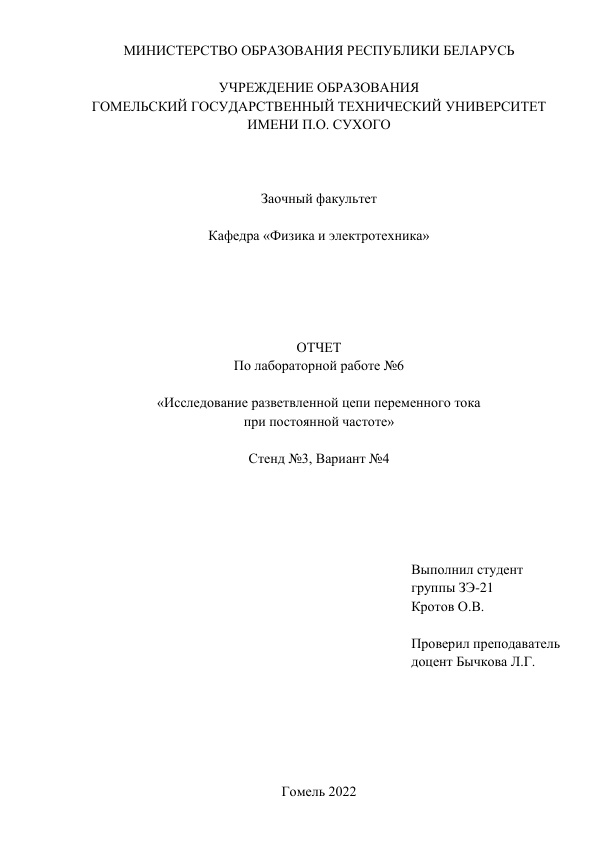 МИНИСТЕРСТВО ОБРАЗОВАНИЯ РЕСПУБЛИКИ БЕЛАРУСЬ
УЧРЕЖДЕНИЕ ОБРАЗОВАНИЯ
ГОМЕЛЬСКИЙ ГОСУДАРСТВЕННЫЙ ТЕХНИЧЕСКИЙ УНИВЕРСИТЕТ
ИМЕНИ П.О. СУХОГО
Заочный факультет
Кафедра «Физика и электротехника»
ОТЧЕТ
По лабораторной работе №6
«Исследование разветвленной цепи переменного тока
при постоянной частоте»
Стенд №3, Вариант №4
Выполнил студент
группы ЗЭ-21
Кротов О.В.
Проверил преподаватель
доцент Бычкова Л.Г.
Гомель 2022